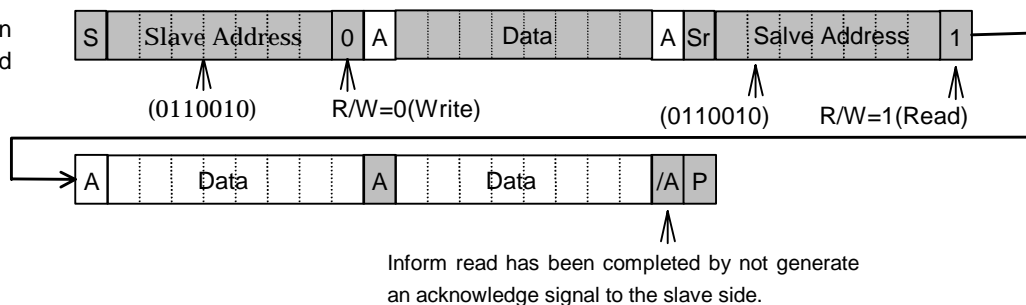 n
d
S Slave Address 0 A Data A Sr Salve Address 1
(0110010) R/W=0(Write) (0110010) R/W=1(Read)
A Data A Data /A P
Inform read has been completed by not generate
an acknowledge signal to the slave side.